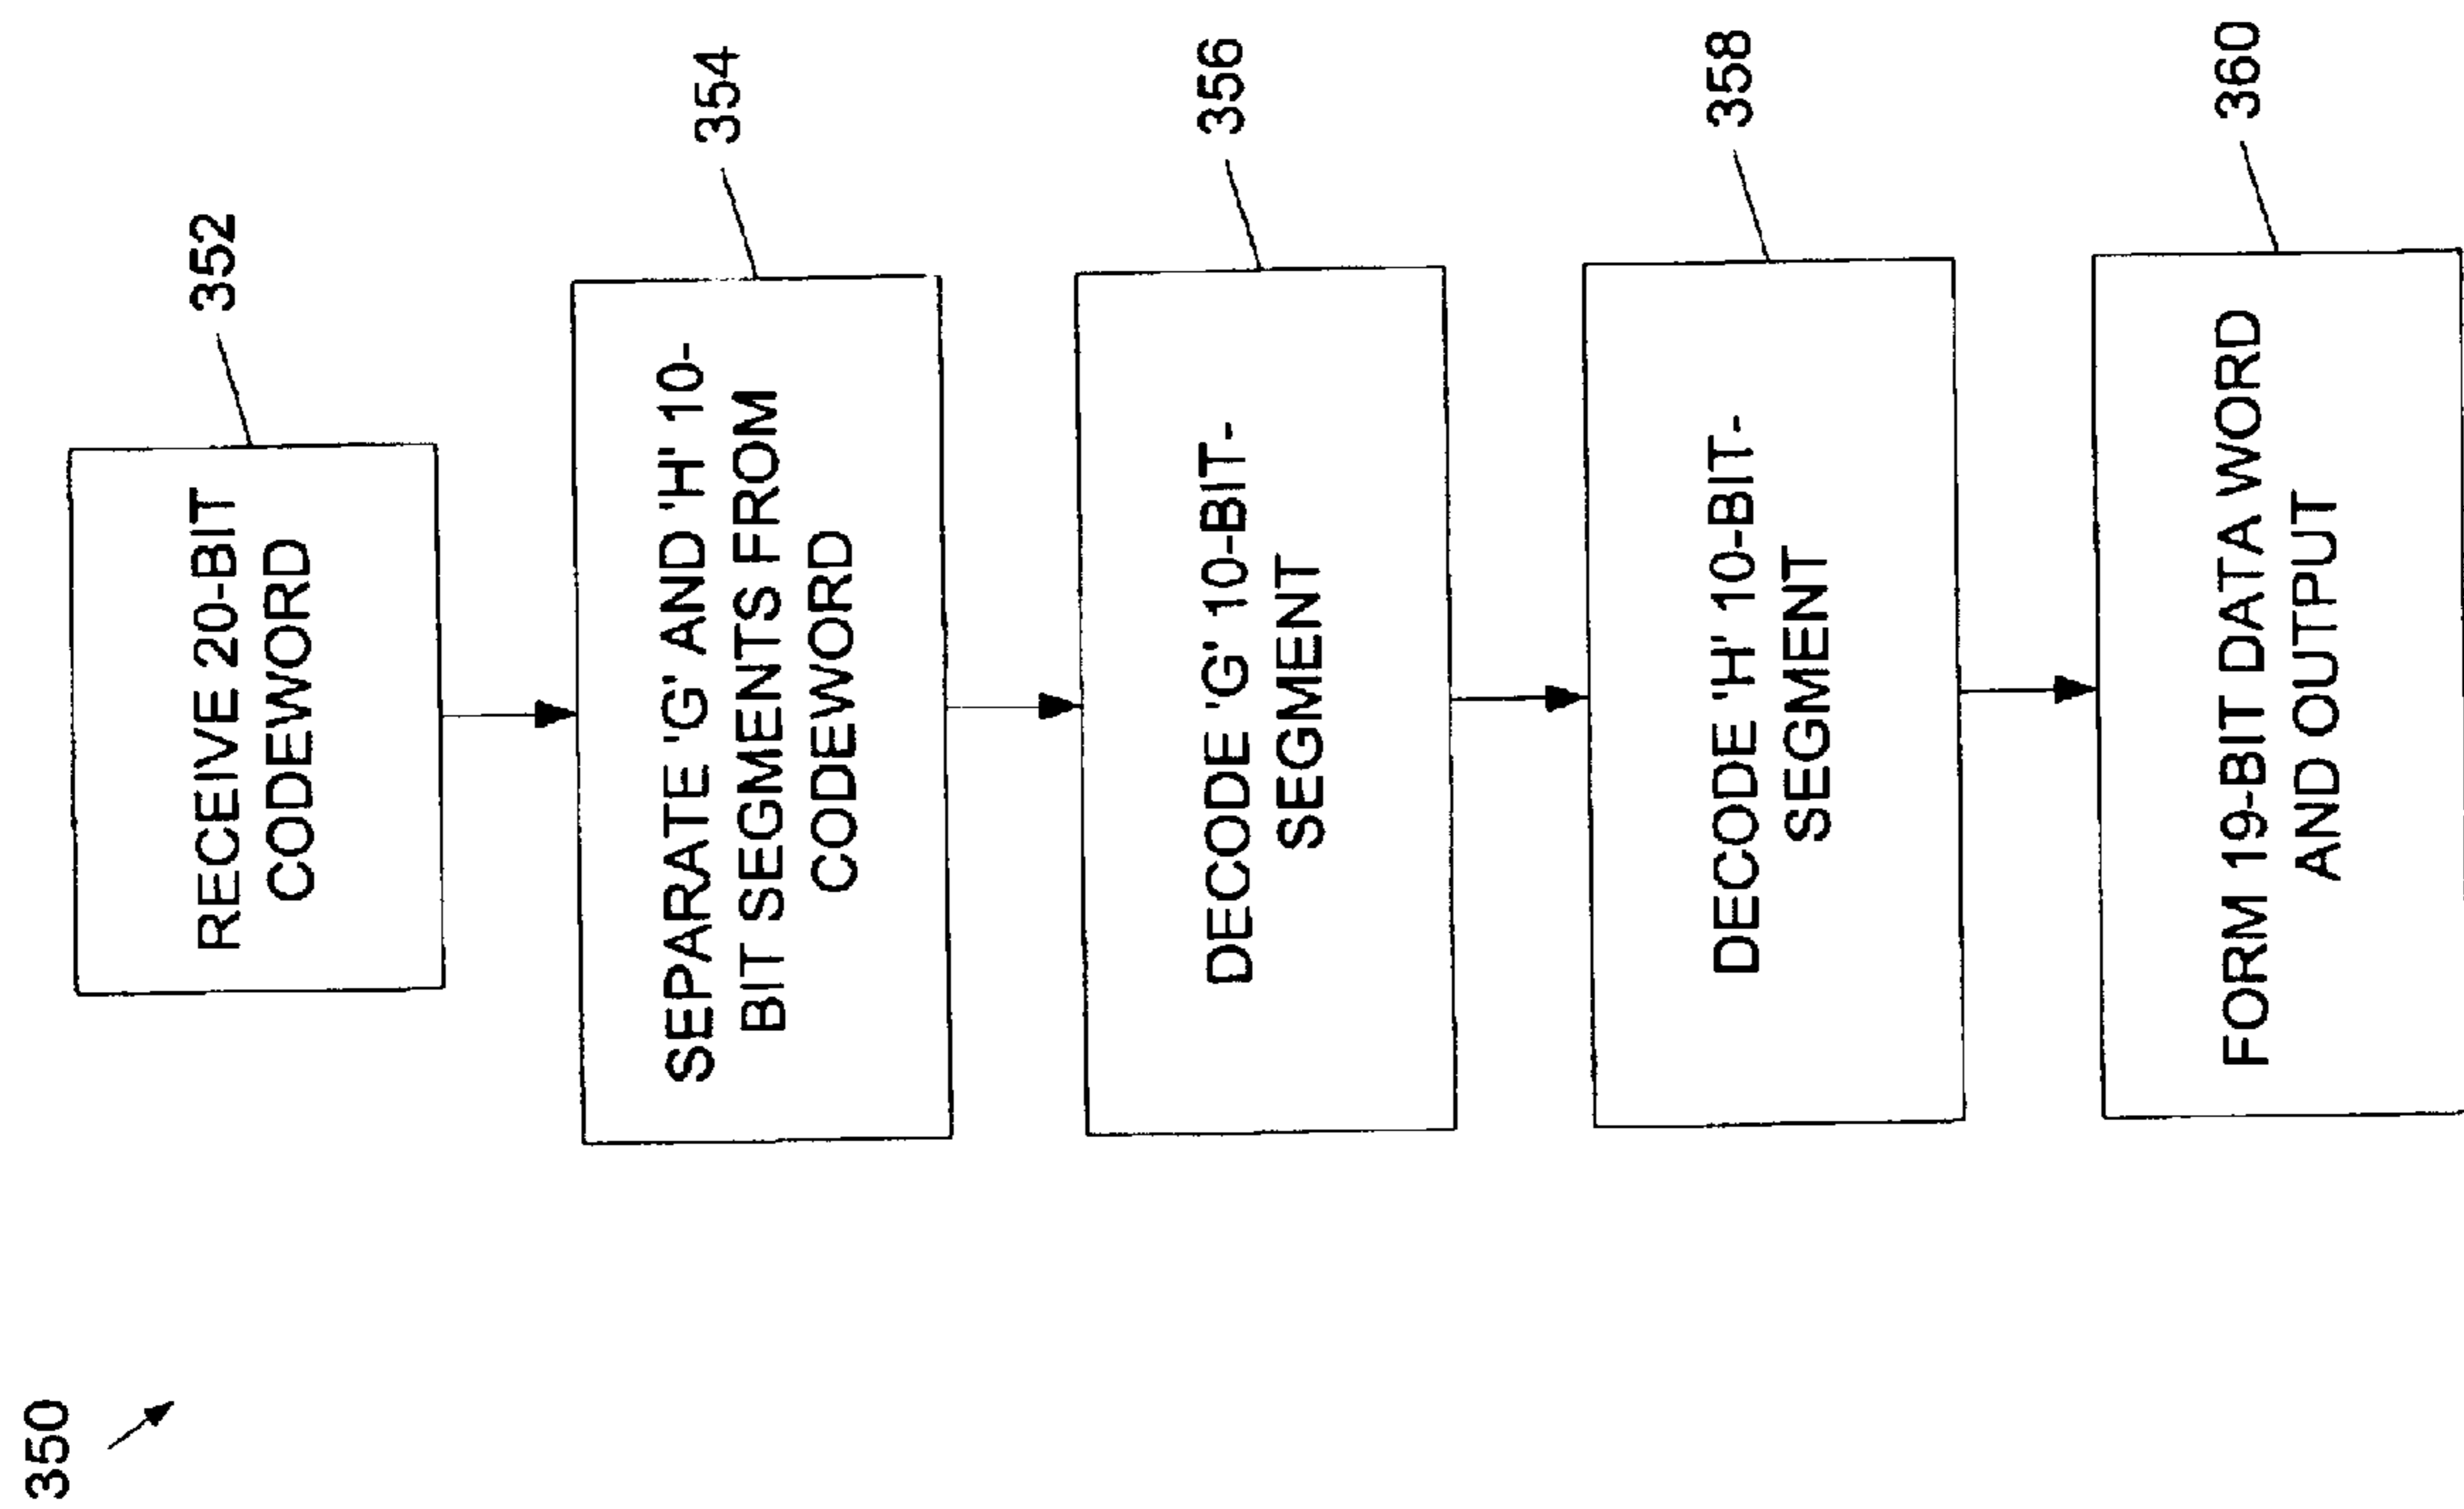 350
RECEIVE 20-BIT
CODEWORD
352
SEPARATE 'G' AND 'H' 10-
BIT SEGMENTS FROM
CODEWORD
354
DECODE 'G' 10-BIT-
SEGMENT
356
DECODE 'H' 10-BIT-
SEGMENT
358
FORM 19-BIT DATA WORD
AND OUTPUT
360